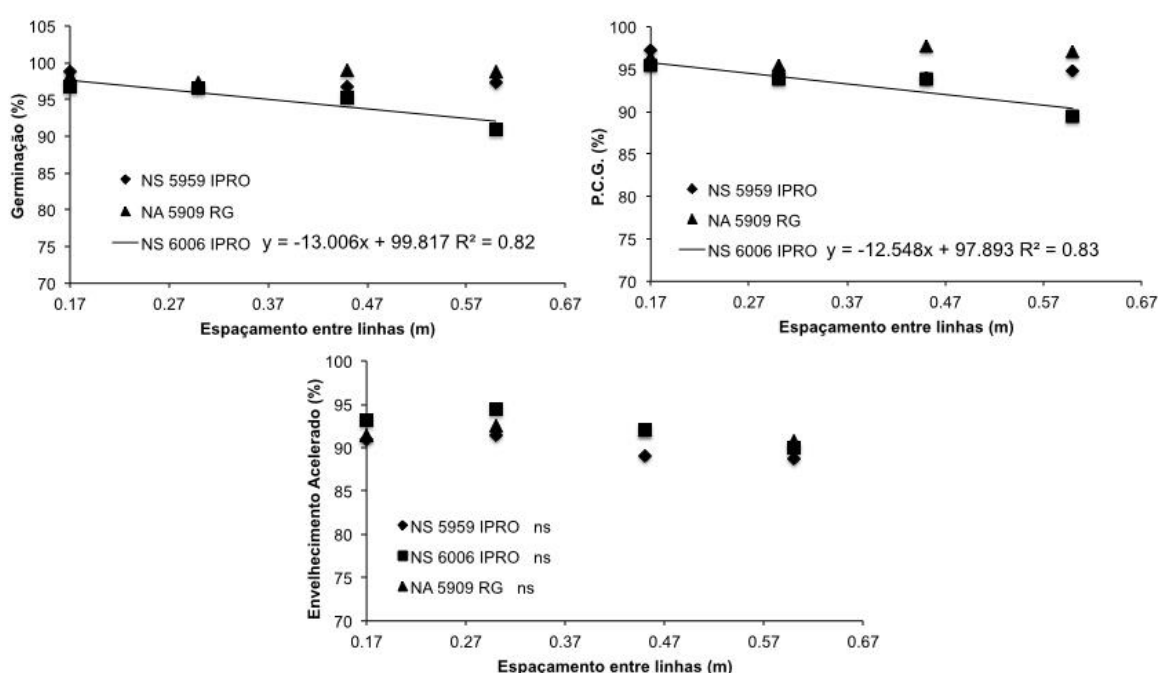 Germinação (%)
105
100
95
90
85
80
75
70
NS 5959 IPRO
NA 5909 RG
NS 6006 IPRO y = -13.006x + 99.817 R² = 0.82
0.17 0.27 0.37 0.47 0.57 0.67
Espaçamento entre linhas (m)
P.C.G. (%)
100
95
90
85
80
75
70
NS 5959 IPRO
NA 5909 RG
NS 6006 IPRO y = -12.548x + 97.893 R² = 0.83
0.17 0.27 0.37 0.47 0.57 0.67
Espaçamento entre linhas (m)
Envelhecimento Acelerado (%)
100
95
90
85
80
75
70
NS 5959 IPRO ns
NS 6006 IPRO ns
NA 5909 RG ns
0.17 0.27 0.37 0.47 0.57 0.67
Espaçamento entre linhas (m)